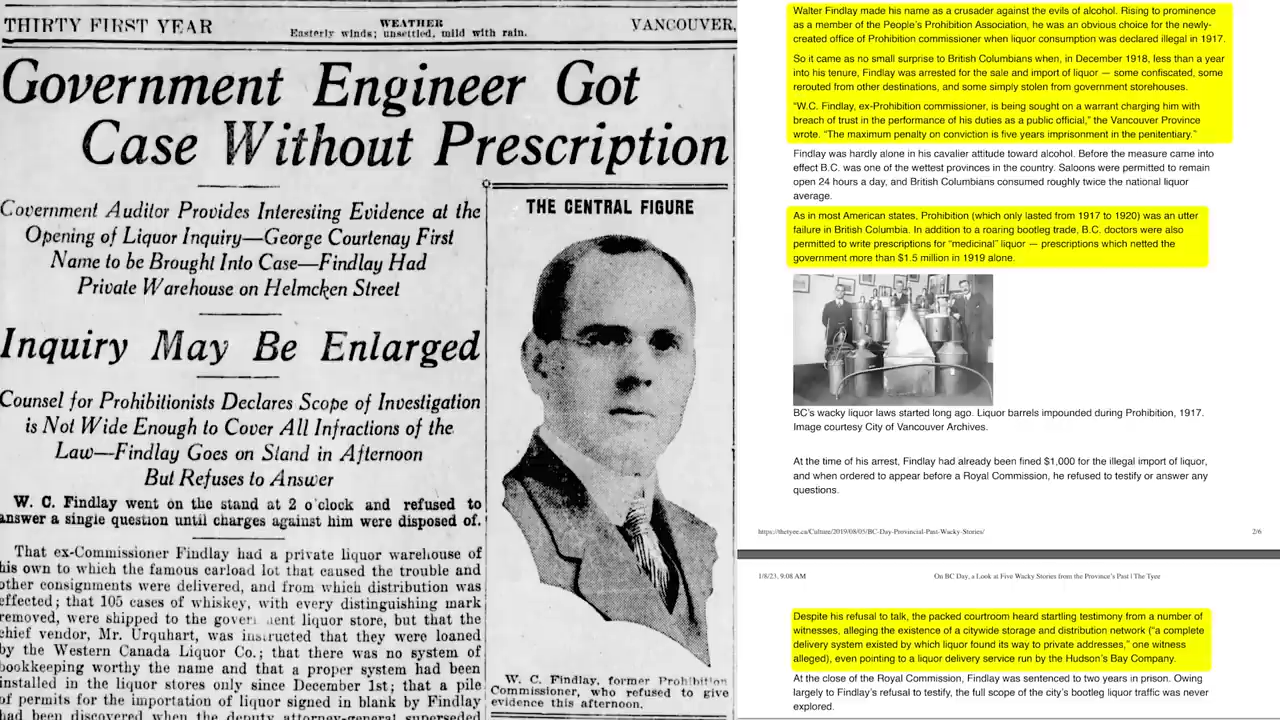 THIRTY FIRST YEAR
WEATHER
Easterly winds; unsettled, mild with rain.
VANCOUVER,
Government Engineer Got
Case Without Prescription
Government Auditor Provides Interesting Evidence at the
Opening of Liquor Inquiry—George Courtenay First
Name to be Brought Into Case—Findlay Had
Private Warehouse on Helmcken Street
Inquiry May Be Enlarged
Counsel for Prohibitionists Declares Scope of Investigation
is Not Wide Enough to Cover All Infractions of the
Law—Findlay Goes on Stand in Afternoon
But Refuses to Answer
W. C. Findlay went on the stand at 2 o'clock and refused to
answer a single question until charges against him were disposed of.
That ex-Commissioner Findlay had a private liquor warehouse of
his own to which the famous carload lot that caused the trouble and
other consignments were delivered, and from which distribution was
effected; that 105 cases of whiskey, with every distinguishing mark
removed, were shipped to the government liquor store, but that the
chief vendor, Mr. Urquhart, was instructed that they were loaned
by the Western Canada Liquor Co.; that there was no system of
bookkeeping worthy the name and that a proper system had been
installed in the liquor stores only since December 1st; that a pile
of permits for the importation of liquor signed in blank by Findlay
had been discovered when the deputy attorney-general superseded
THE CENTRAL FIGURE
W. C. Findlay, former Prohibition
Commissioner, who refused to give
evidence this afternoon.
Walter Findlay made his name as a crusader against the evils of alcohol. Rising to prominence
as a member of the People's Prohibition Association, he was an obvious choice for the newly-
created office of Prohibition commissioner when liquor consumption was declared illegal in 1917.
So it came as no small surprise to British Columbians when, in December 1918, less than a year
into his tenure, Findlay was arrested for the sale and import of liquor — some confiscated, some
rerouted from other destinations, and some simply stolen from government storehouses.
"W.C. Findlay, ex-Prohibition commissioner, is being sought on a warrant charging him with
breach of trust in the performance of his duties as a public official," the Vancouver Province
wrote. "The maximum penalty on conviction is five years imprisonment in the penitentiary."
Findlay was hardly alone in his cavalier attitude toward alcohol. Before the measure came into
effect B.C. was one of the wettest provinces in the country. Saloons were permitted to remain
open 24 hours a day, and British Columbians consumed roughly twice the national liquor
average.
As in most American states, Prohibition (which only lasted from 1917 to 1920) was an utter
failure in British Columbia. In addition to a roaring bootleg trade, B.C. doctors were also
permitted to write prescriptions for "medicinal" liquor — prescriptions which netted the
government more than $1.5 million in 1919 alone.
BC's wacky liquor laws started long ago. Liquor barrels impounded during Prohibition, 1917.
Image courtesy City of Vancouver Archives.
At the time of his arrest, Findlay had already been fined $1,000 for the illegal import of liquor,
and when ordered to appear before a Royal Commission, he refused to testify or answer any
questions.
https://thetyee.ca/Culture/2019/08/05/BC-Day-Provincial-Past-Wacky-Stories/
2/6
1/8/23, 9:08 AM
On BC Day, a Look at Five Wacky Stories from the Province's Past | The Tyee
Despite his refusal to talk, the packed courtroom heard startling testimony from a number of
witnesses, alleging the existence of a citywide storage and distribution network ("a complete
delivery system existed by which liquor found its way to private addresses," one witness
alleged), even pointing to a liquor delivery service run by the Hudson's Bay Company.
At the close of the Royal Commission, Findlay was sentenced to two years in prison. Owing
largely to Findlay's refusal to testify, the full scope of the city's bootleg liquor traffic was never
explored.